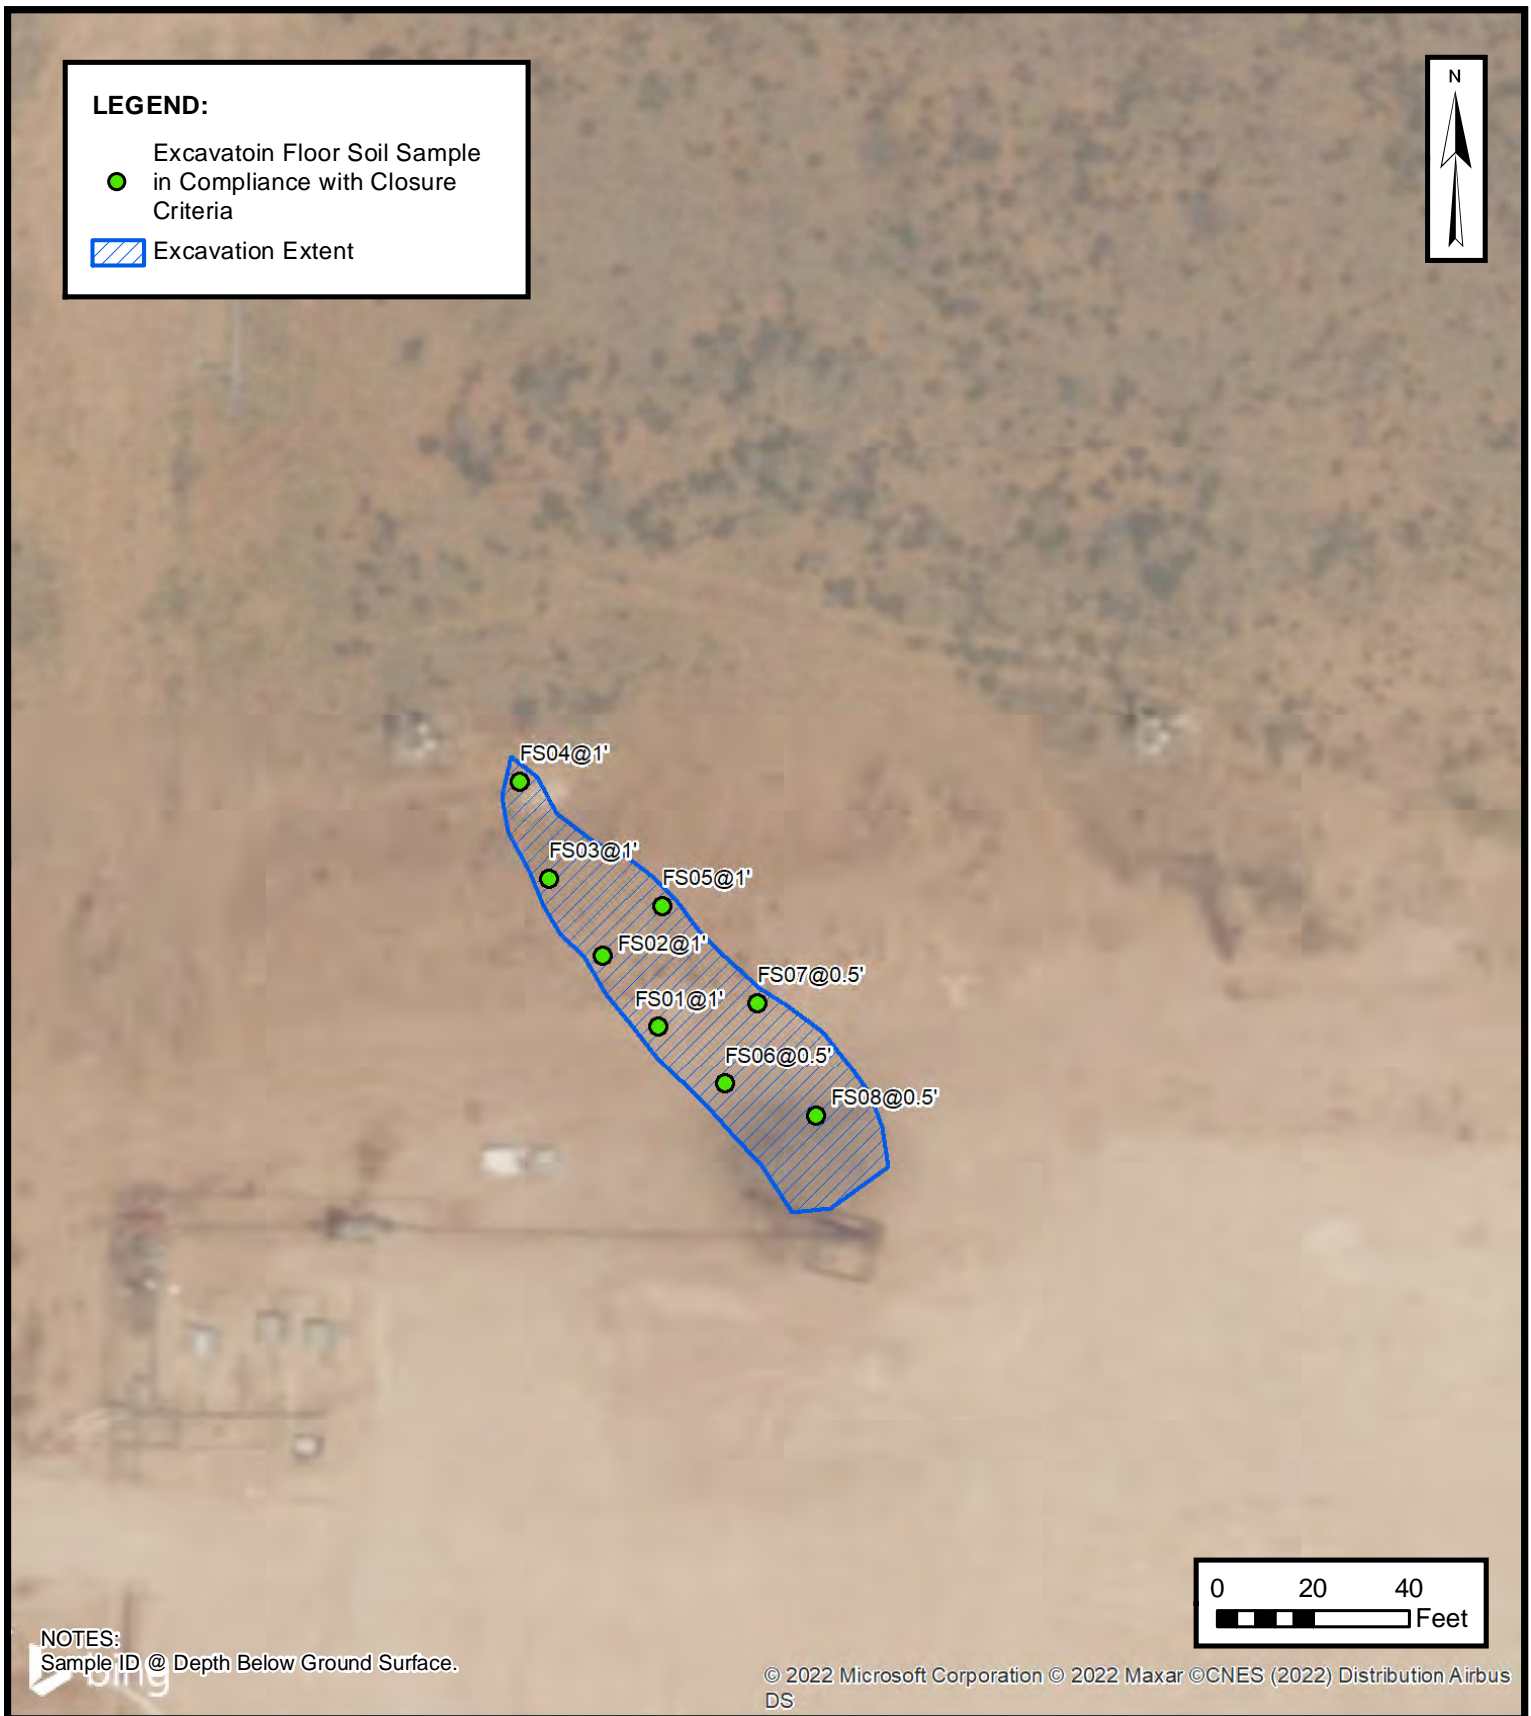 LEGEND:
Excavatoin Floor Soil Sample
in Compliance with Closure
Criteria
Excavation Extent
N
FS04@1'
FS03@1'
FS05@1'
FS02@1'
FS07@0.5'
FS01@1'
FS06@0.5'
FS08@0.5'
0 20 40
Feet
NOTES:
Sample ID @ Depth Below Ground Surface.
bing
© 2022 Microsoft Corporation © 2022 Maxar ©CNES (2022) Distribution Airbus
DS